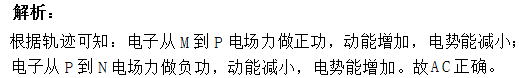 解析：
根据轨迹可知：电子从M到P电场力做正功，动能增加，电势能减小；
电子从P到N电场力做负功，动能减小，电势能增加。故AC正确。